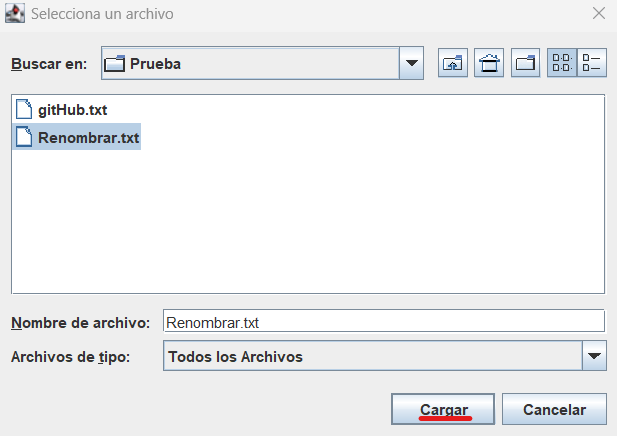 Selecciona un archivo
Buscar en: Prueba
gitHub.txt
Renombrar.txt
Nombre de archivo: Renombrar.txt
Archivos de tipo: Todos los Archivos
Cargar Cancelar